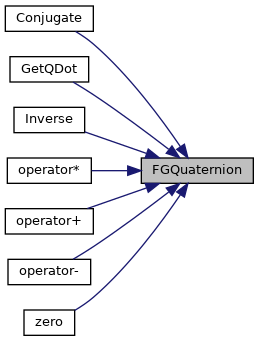 Conjugate
GetQDot
Inverse
operator*
FGQuaternion
operator+
operator-
zero